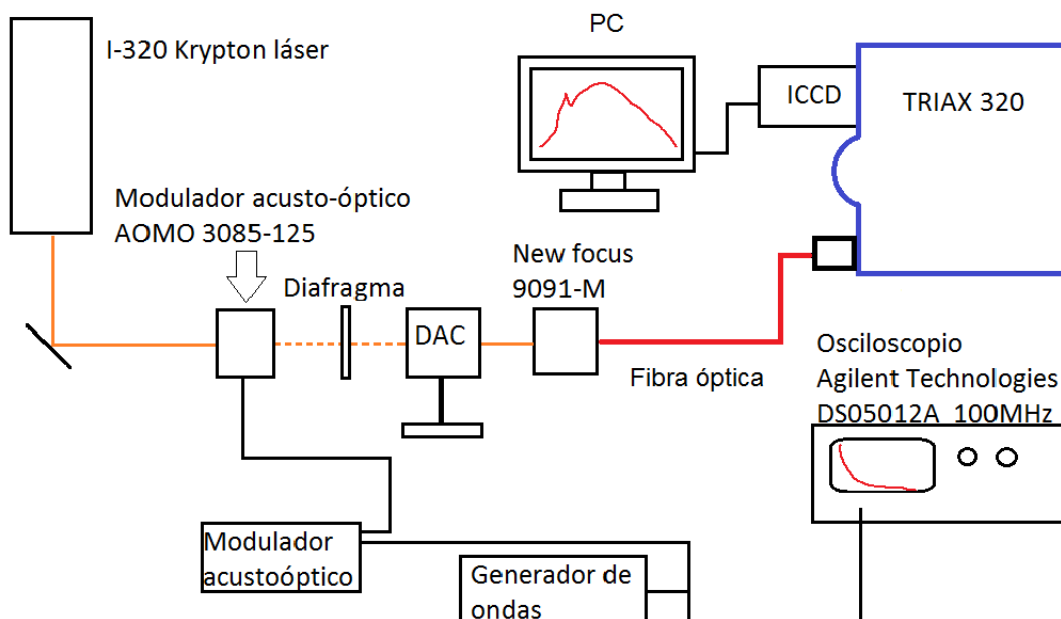 I-320 Krypton láser
PC
ICCD
TRIAX 320
Modulador acusto-óptico
AOMO 3085-125
Diafragma
DAC
New focus
9091-M
Fibra óptica
Osciloscopio
Agilent Technologies
DS05012A 100MHz
Modulador
acustoóptico
Generador de
ondas